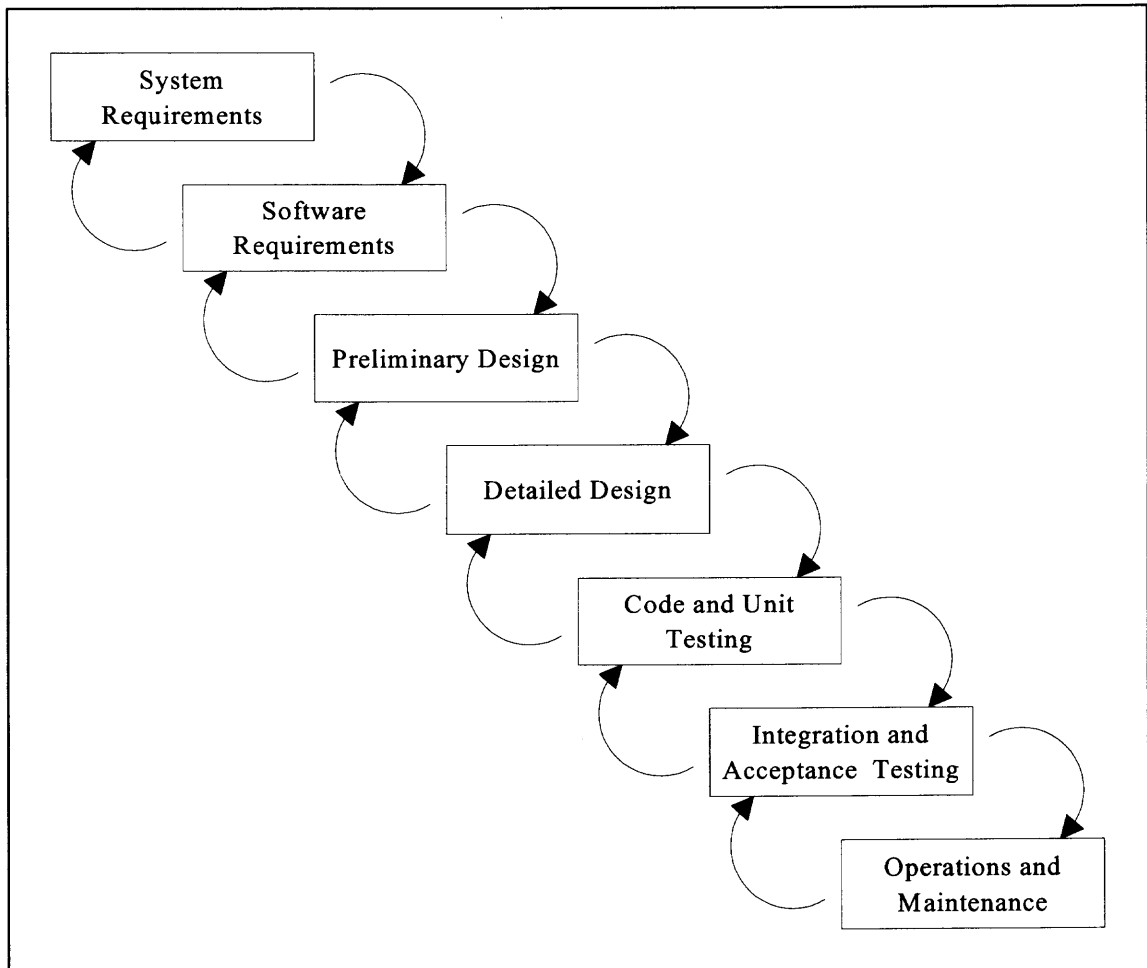 System
Requirements
Software
Requirements
Preliminary Design
Detailed Design
Code and Unit
Testing
Integration and
Acceptance Testing
Operations and
Maintenance